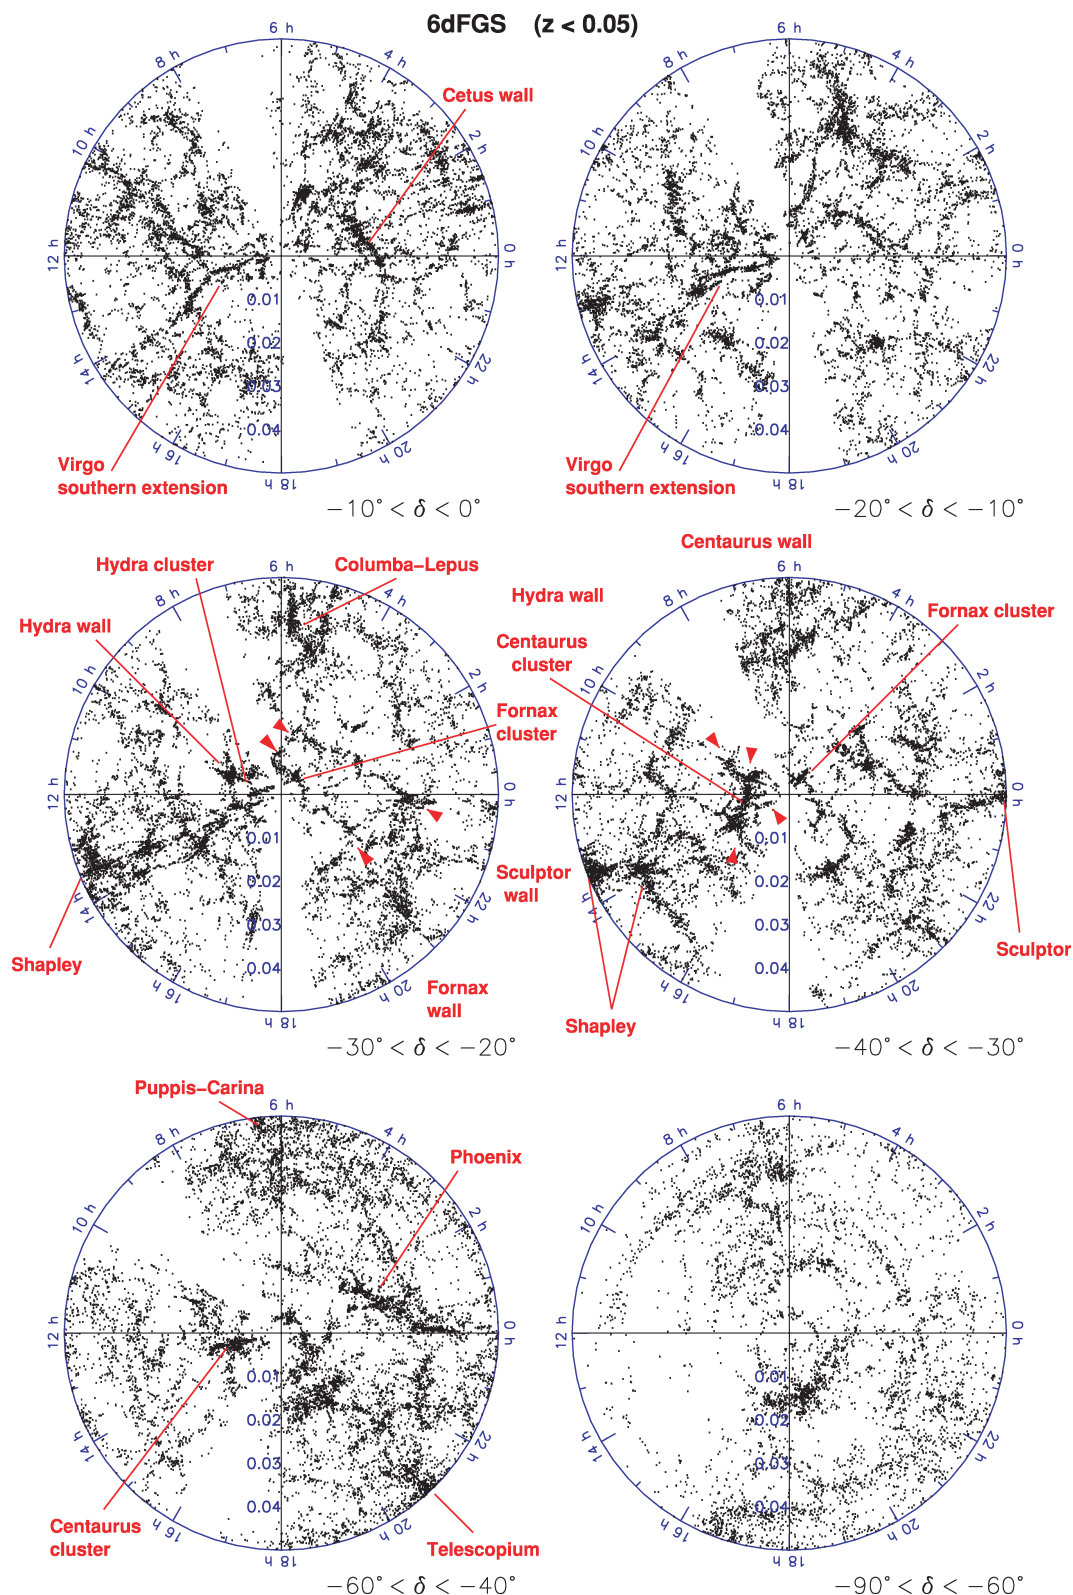 6dFGS (z < 0.05)
6 h
8 h
4 h
10 h
2 h
12 h
0 h
14 h
22 h
16 h
20 h
18 h
0.01
0.02
0.03
0.04
Cetus wall
Virgo
southern extension
−10° < δ < 0°
6 h
8 h
4 h
10 h
2 h
12 h
0 h
14 h
22 h
16 h
20 h
18 h
0.01
0.02
0.03
0.04
Virgo
southern extension
−20° < δ < −10°
Hydra cluster
Columba−Lepus
Hydra wall
Fornax
cluster
Sculptor
wall
Fornax
wall
Shapley
6 h
8 h
4 h
10 h
2 h
12 h
0 h
14 h
22 h
16 h
20 h
18 h
0.01
0.02
0.03
0.04
−30° < δ < −20°
Centaurus wall
Hydra wall
Centaurus
cluster
Fornax cluster
Sculptor
Shapley
6 h
8 h
4 h
10 h
2 h
12 h
0 h
14 h
22 h
16 h
20 h
18 h
0.01
0.02
0.03
0.04
−40° < δ < −30°
Puppis−Carina
Phoenix
Centaurus
cluster
Telescopium
6 h
8 h
4 h
10 h
2 h
12 h
0 h
14 h
22 h
16 h
20 h
18 h
0.01
0.02
0.03
0.04
−60° < δ < −40°
6 h
8 h
4 h
10 h
2 h
12 h
0 h
14 h
22 h
16 h
20 h
18 h
0.01
0.02
0.03
0.04
−90° < δ < −60°